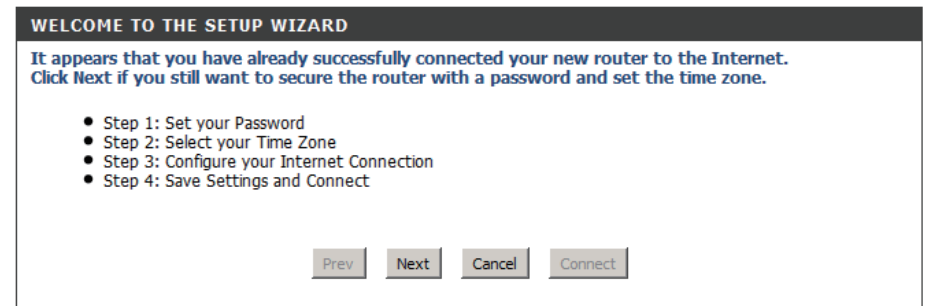 WELCOME TO THE SETUP WIZARD
It appears that you have already successfully connected your new router to the Internet.
Click Next if you still want to secure the router with a password and set the time zone.
• Step 1: Set your Password
• Step 2: Select your Time Zone
• Step 3: Configure your Internet Connection
• Step 4: Save Settings and Connect
Prev Next Cancel Connect